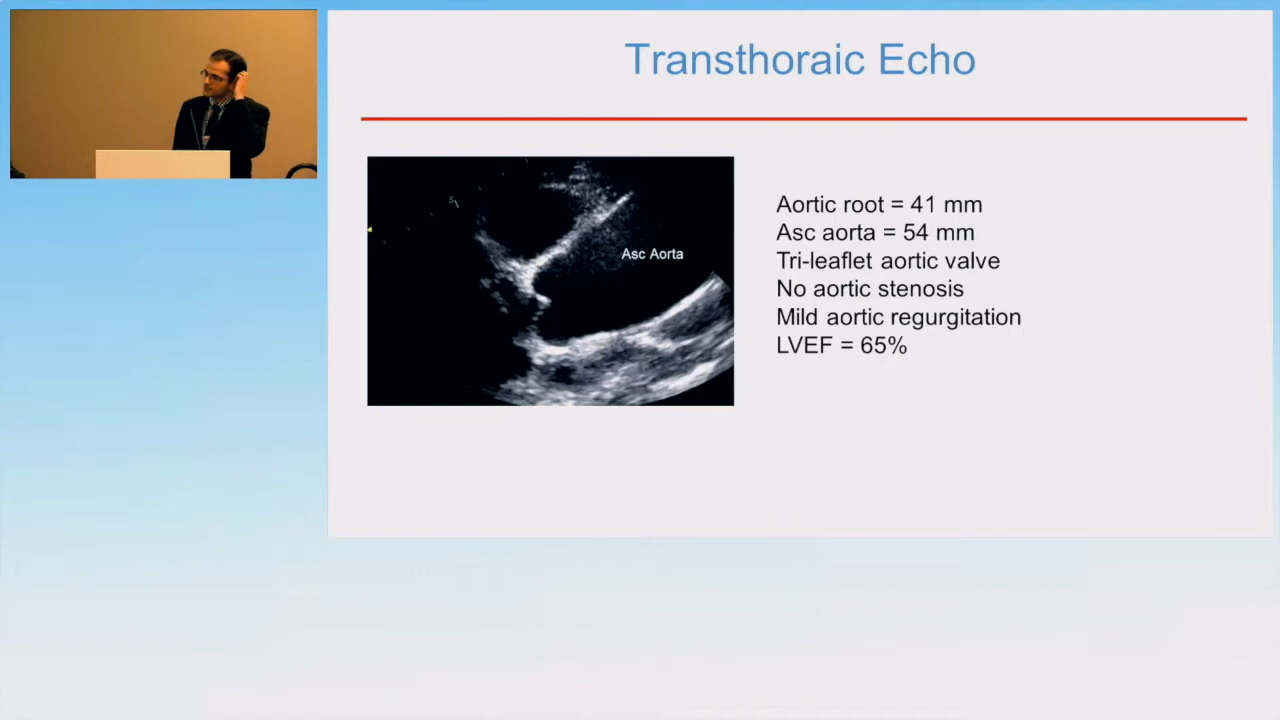 Transthoraic Echo
Asc Aorta
Aortic root = 41 mm
Asc aorta = 54 mm
Tri-leaflet aortic valve
No aortic stenosis
Mild aortic regurgitation
LVEF = 65%